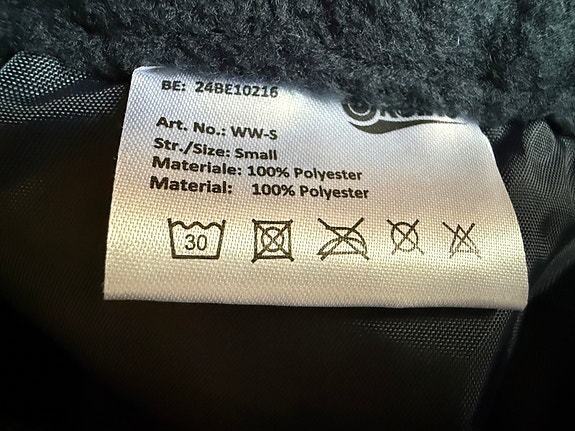 BE: 24BE10216
Art. No.: WW-S
Str./Size: Small
Materiale: 100% Polyester
Material: 100% Polyester
30